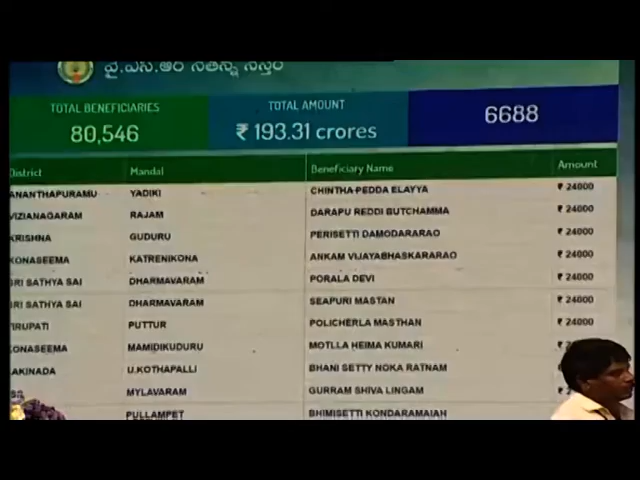 వై.ఎస్.ఆర్ నేతన్న నేస్తం
TOTAL BENEFICIARIES
80,546
TOTAL AMOUNT
₹ 193.31 crores
6688
District Mandal Beneficiary Name Amount
ANANTHAPURAMU YADIKI CHINTHA PEDDA ELAYYA ₹ 24000
VIZIANAGARAM RAJAM DARAPU REDDI BUTCHAMMA ₹ 24000
KRISHNA GUDURU PERISETTI DAMODARARAO ₹ 24000
KONASEEMA KATRENIKONA ANKAM VIJAYABHASKARARAO ₹ 24000
SRI SATHYA SAI DHARMAVARAM PORALA DEVI ₹ 24000
SRI SATHYA SAI DHARMAVARAM SEAPURI MASTAN ₹ 24000
TIRUPATI PUTTUR POLICHERLA MASTHAN ₹ 24000
KONASEEMA MAMIDIKUDURU MOTLLA HEIMA KUMARI ₹ 2
KAKINADA U.KOTHAPALLI BHANI SETTY NOKA RATNAM
MYLAVARAM GURRAM SHIVA LINGAM ₹ 2
PULLAMPET BHIMISETTI KONDARAMAIAH